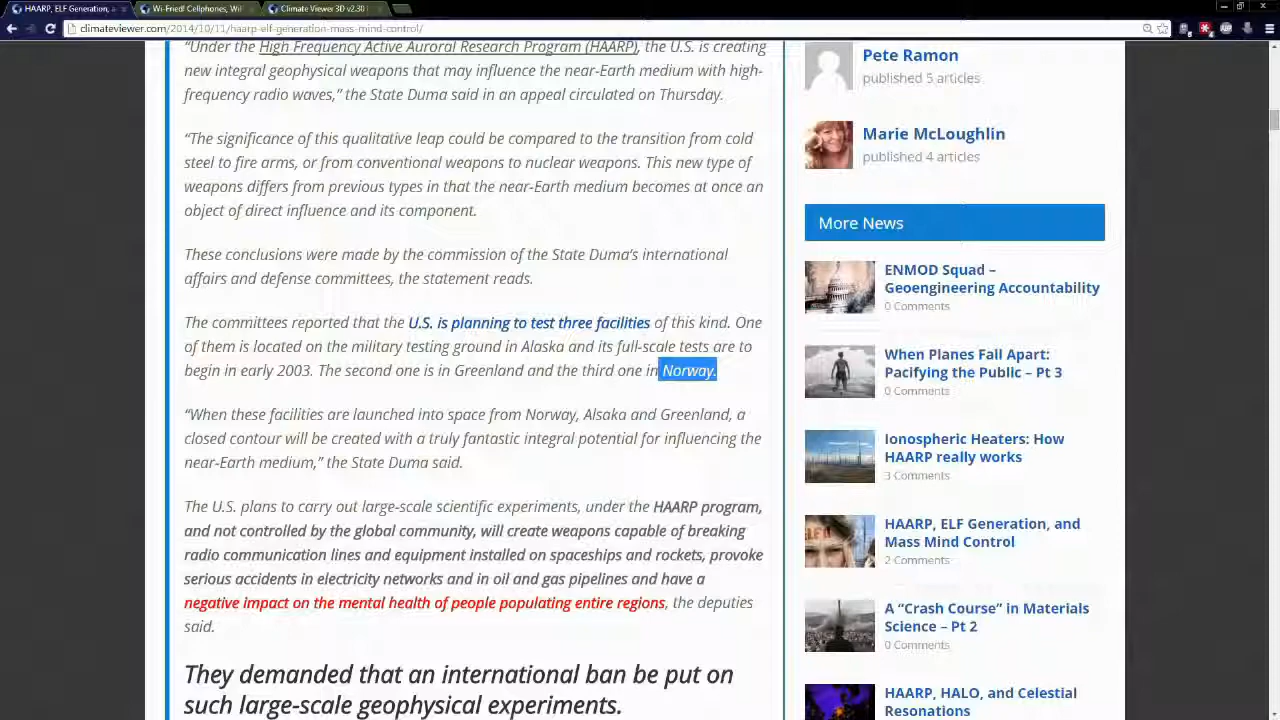 HAARP, ELF Generation, a
Wi-Fried! Cellphones, Wi
Climate Viewer 3D v2.30
climateviewer.com/2014/10/11/haarp-elf-generation-mass-mind-control/
“Under the High Frequency Active Auroral Research Program (HAARP), the U.S. is creating
new integral geophysical weapons that may influence the near-Earth medium with high-
frequency radio waves,” the State Duma said in an appeal circulated on Thursday.
“The significance of this qualitative leap could be compared to the transition from cold
steel to fire arms, or from conventional weapons to nuclear weapons. This new type of
weapons differs from previous types in that the near-Earth medium becomes at once an
object of direct influence and its component.
These conclusions were made by the commission of the State Duma’s international
affairs and defense committees, the statement reads.
The committees reported that the U.S. is planning to test three facilities of this kind. One
of them is located on the military testing ground in Alaska and its full-scale tests are to
begin in early 2003. The second one is in Greenland and the third one in Norway.
“When these facilities are launched into space from Norway, Alsaka and Greenland, a
closed contour will be created with a truly fantastic integral potential for influencing the
near-Earth medium,” the State Duma said.
The U.S. plans to carry out large-scale scientific experiments, under the HAARP program,
and not controlled by the global community, will create weapons capable of breaking
radio communication lines and equipment installed on spaceships and rockets, provoke
serious accidents in electricity networks and in oil and gas pipelines and have a
negative impact on the mental health of people populating entire regions, the deputies
said.
They demanded that an international ban be put on
such large-scale geophysical experiments.
Pete Ramon
published 5 articles
Marie McLoughlin
published 4 articles
More News
ENMOD Squad –
Geoengineering Accountability
0 Comments
When Planes Fall Apart:
Pacifying the Public – Pt 3
0 Comments
Ionospheric Heaters: How
HAARP really works
3 Comments
HAARP, ELF Generation, and
Mass Mind Control
2 Comments
A “Crash Course” in Materials
Science – Pt 2
0 Comments
HAARP, HALO, and Celestial
Resonations